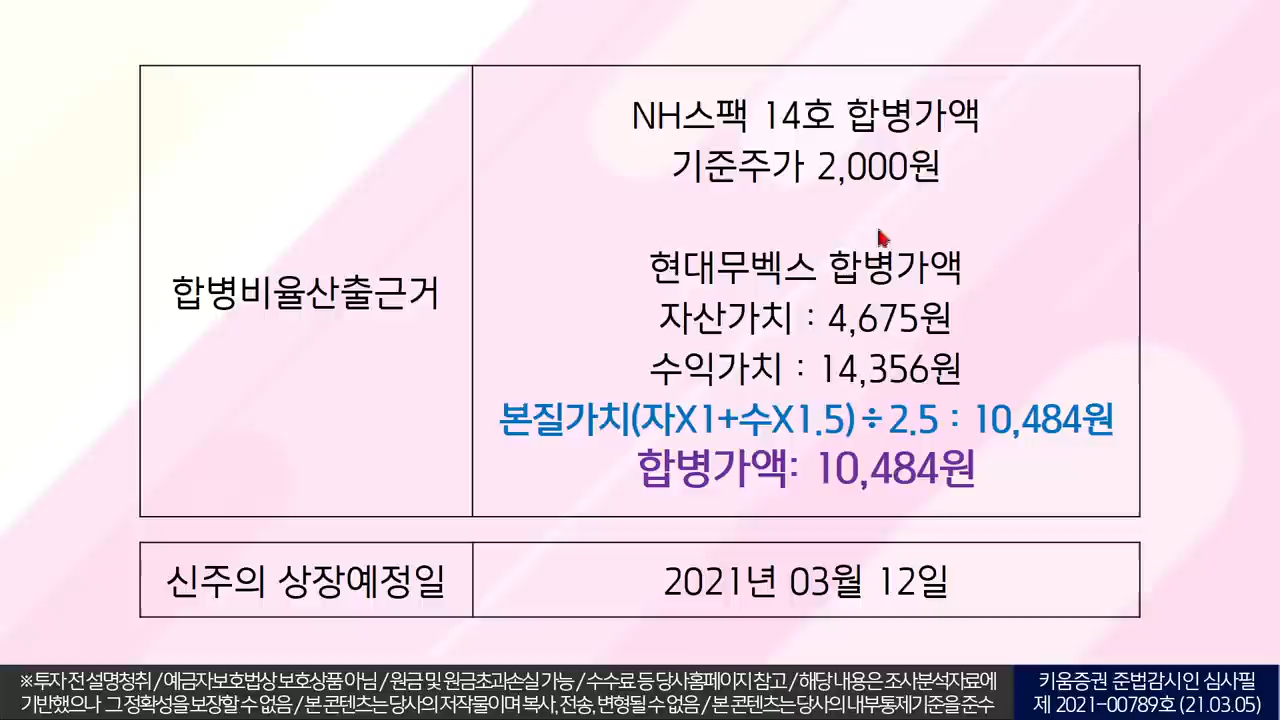 합병비율산출근거
NH스팩 14호 합병가액
기준주가 2,000원
현대무벡스 합병가액
자산가치 : 4,675원
수익가치 : 14,356원
본질가치(자X1+수X1.5)÷2.5 : 10,484원
합병가액: 10,484원
신주의 상장예정일
2021년 03월 12일
※ 투자 전 설명청취 / 예금자보호법상 보호상품 아님 / 원금 및 원금초과손실 가능 / 수수료 등 당사홈페이지 참고 / 해당 내용은 조사분석자료에
기반했으나 그 정확성을 보장할 수 없음 / 본 콘텐츠는 당사의 저작물이며 복사, 전송, 변형될 수 없음 / 본 콘텐츠는 당사의 내부통제기준을 준수
키움증권 준법감시인 심사필
제 2021-00789호 (21.03.05)